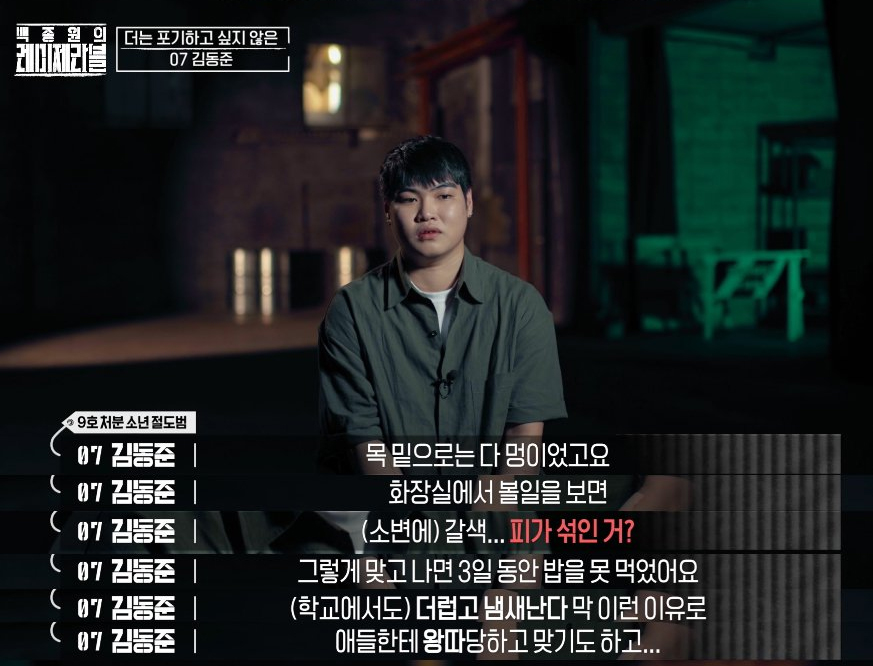 백종원의
레미제라블
더는 포기하고 싶지 않은
07 김동준
9호 처분 소년 절도범
07 김동준 | 목 밑으로는 다 멍이었고요
07 김동준 | 화장실에서 볼일을 보면
07 김동준 | (소변에) 갈색... 피가 섞인 거?
07 김동준 | 그렇게 맞고 나면 3일 동안 밥을 못 먹었어요
07 김동준 | (학교에서도) 더럽고 냄새난다 막 이런 이유로
07 김동준 | 애들한테 왕따당하고 맞기도 하고...